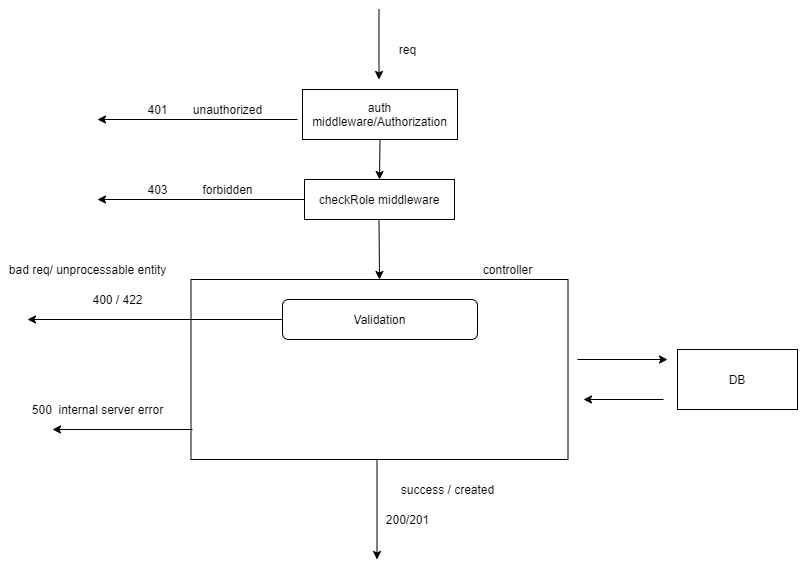 req
401 unauthorized
auth
middleware/Authorization
403 forbidden
checkRole middleware
bad req/ unprocessable entity
controller
400 / 422
Validation
DB
500 internal server error
success / created
200/201